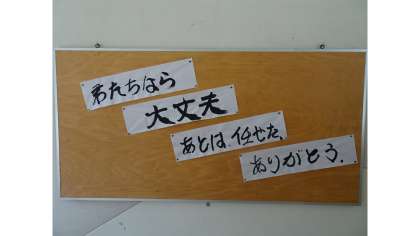 君たちなら
大丈夫
あとは、任せた、
ありがとう.